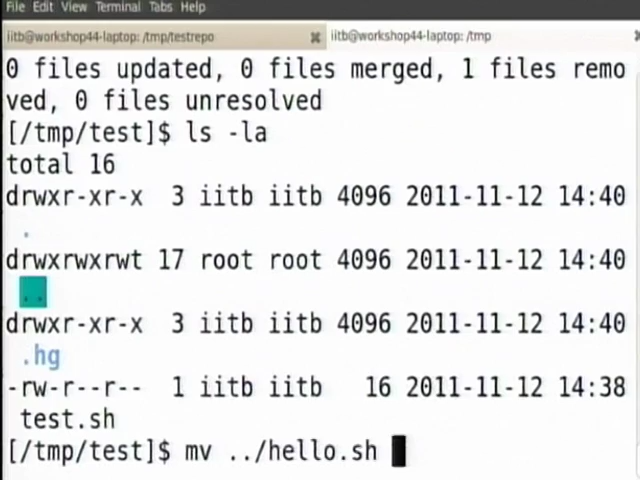 File Edit View Terminal Tabs Help
iitb@workshop44-laptop: /tmp/testrepo
iitb@workshop44-laptop: /tmp
0 files updated, 0 files merged, 1 files remo
ved, 0 files unresolved
[/tmp/test]$ ls -la
total 16
drwxr-xr-x 3 iitb iitb 4096 2011-11-12 14:40
.
drwxrwxrwt 17 root root 4096 2011-11-12 14:40
..
drwxr-xr-x 3 iitb iitb 4096 2011-11-12 14:40
.hg
-rw-r--r-- 1 iitb iitb 16 2011-11-12 14:38
test.sh
[/tmp/test]$ mv ../hello.sh